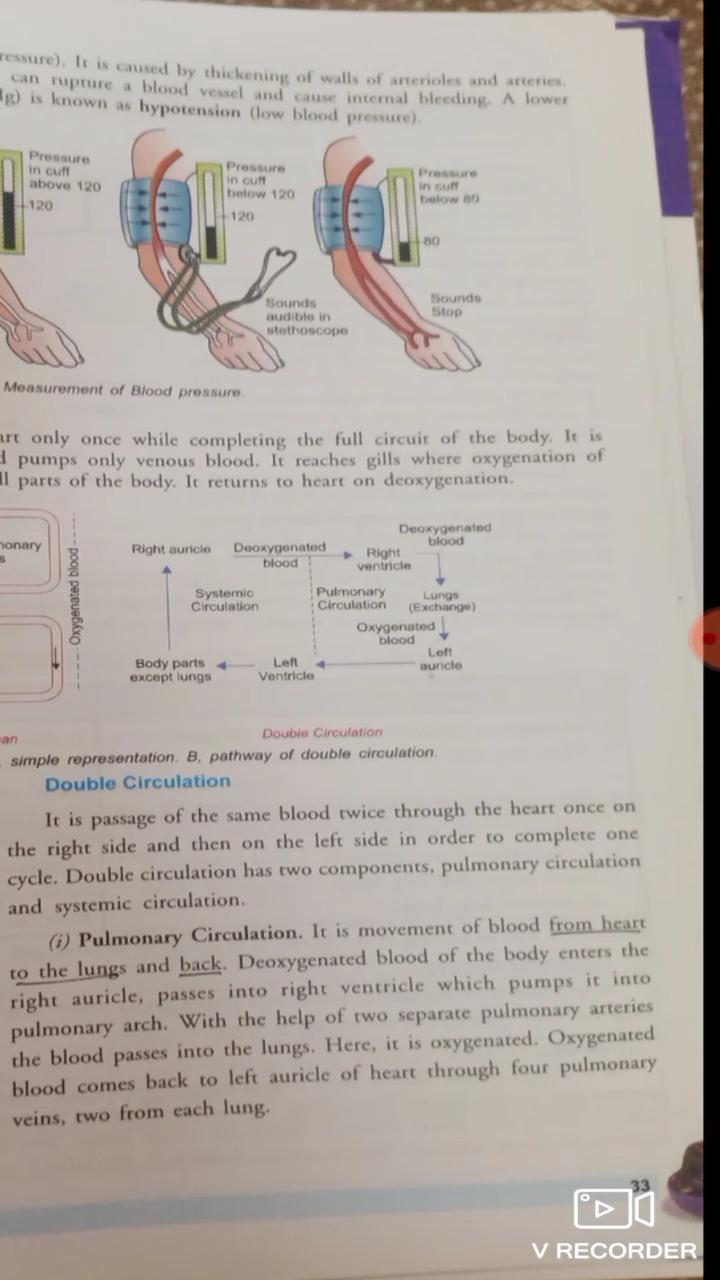 ressure). It is caused by thickening of walls of arterioles and arteries.
can rupture a blood vessel and cause internal bleeding. A lower
Hg) is known as hypotension (low blood pressure).
Pressure
in cuff
above 120
120
Pressure
in cuff
below 120
120
Sounds
audible in
stethoscope
Pressure
in cuff
below 80
80
Sounds
Stop
Measurement of Blood pressure.
art only once while completing the full circuit of the body. It is
d pumps only venous blood. It reaches gills where oxygenation of
ll parts of the body. It returns to heart on deoxygenation.
monary
s
Oxygenated blood
Right auricle
Deoxygenated
blood
Right
ventricle
Deoxygenated
blood
Systemic
Circulation
Pulmonary
Circulation
Lungs
(Exchange)
Oxygenated
blood
Left
auricle
Left
Ventricle
Body parts
except lungs
an
Double Circulation
, simple representation. B, pathway of double circulation.
Double Circulation
It is passage of the same blood twice through the heart once on
the right side and then on the left side in order to complete one
cycle. Double circulation has two components, pulmonary circulation
and systemic circulation.
(i) Pulmonary Circulation. It is movement of blood from heart
to the lungs and back. Deoxygenated blood of the body enters the
right auricle, passes into right ventricle which pumps it into
pulmonary arch. With the help of two separate pulmonary arteries
the blood passes into the lungs. Here, it is oxygenated. Oxygenated
blood comes back to left auricle of heart through four pulmonary
veins, two from each lung.
33
V RECORDER